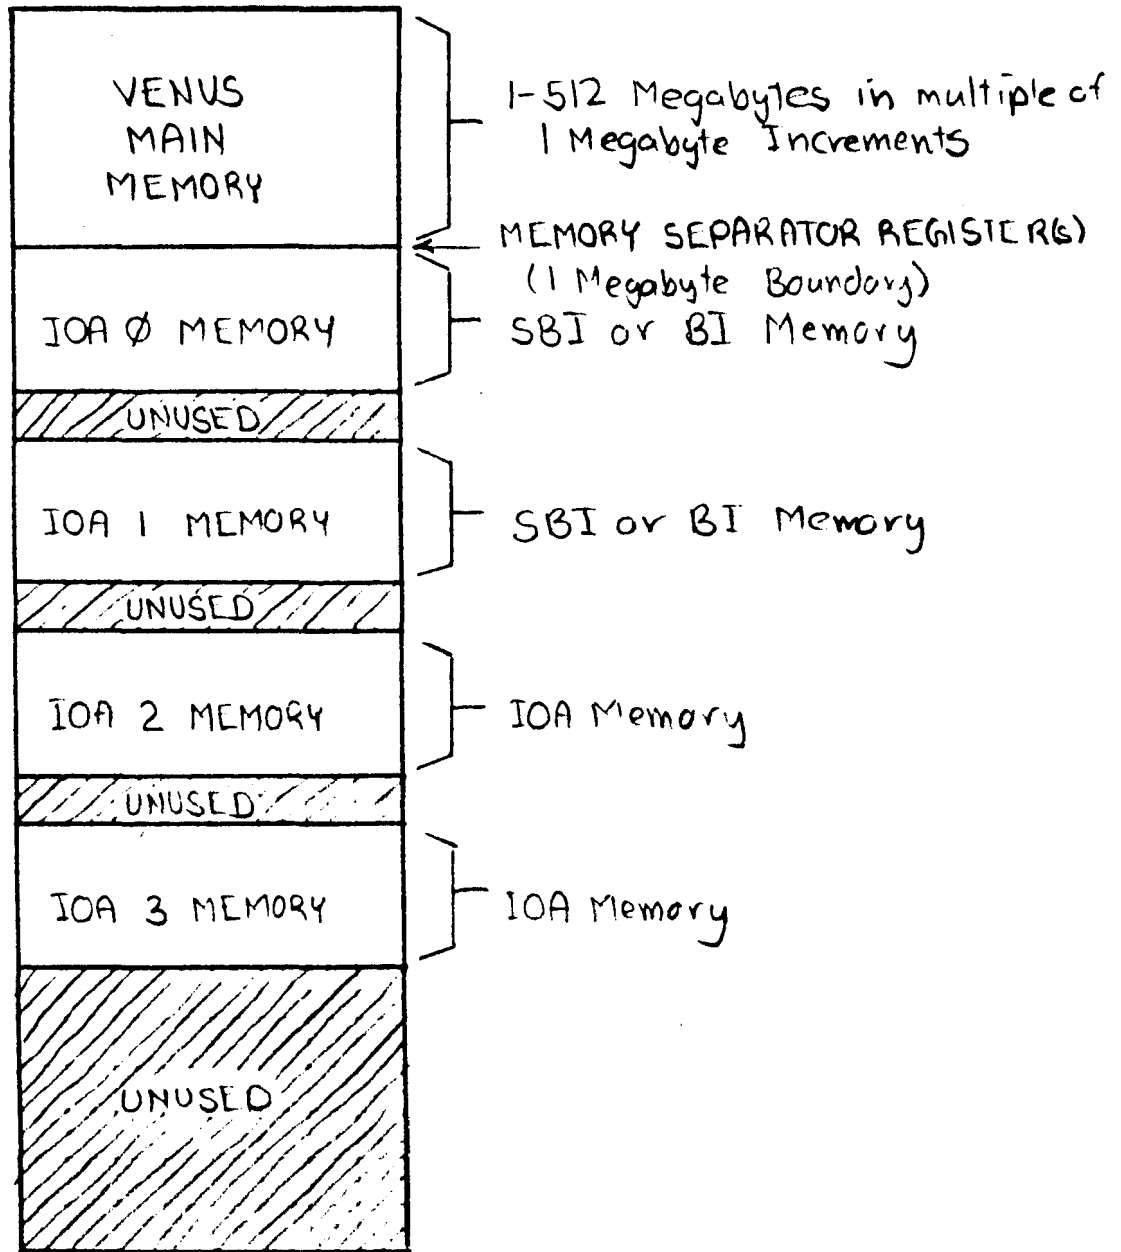 VENUS
MAIN
MEMORY
1-512 Megabytes in multiple of
1 Megabyte Increments
MEMORY SEPARATOR REGISTER(s)
(1 Megabyte Boundary)
IOA Ø MEMORY
SBI or BI Memory
UNUSED
IOA 1 MEMORY
SBI or BI Memory
UNUSED
IOA 2 MEMORY
IOA Memory
UNUSED
IOA 3 MEMORY
IOA Memory
UNUSED